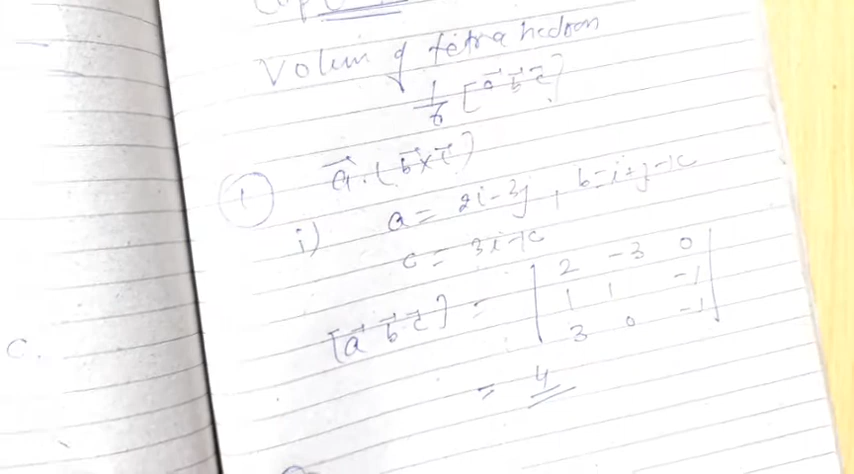 Volum of tetrahedron
1/6 [a⃗ b⃗ c⃗]
① a⃗ . (b⃗ × c⃗)
i) a = 2i - 3j , b = i + j - k
c = 3i - k
[a⃗ b⃗ c⃗] = | 2 -3 0 |
| 1 1 -1 |
| 3 0 -1 |
= 4
C.